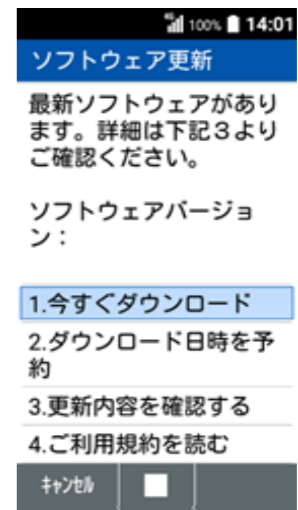 100% 14:01
ソフトウェア更新
最新ソフトウェアがあり
ます。詳細は下記３より
ご確認ください。
ソフトウェアバージョ
ン：
1.今すぐダウンロード
2.ダウンロード日時を予
約
3.更新内容を確認する
4.ご利用規約を読む
ｷｬﾝｾﾙ